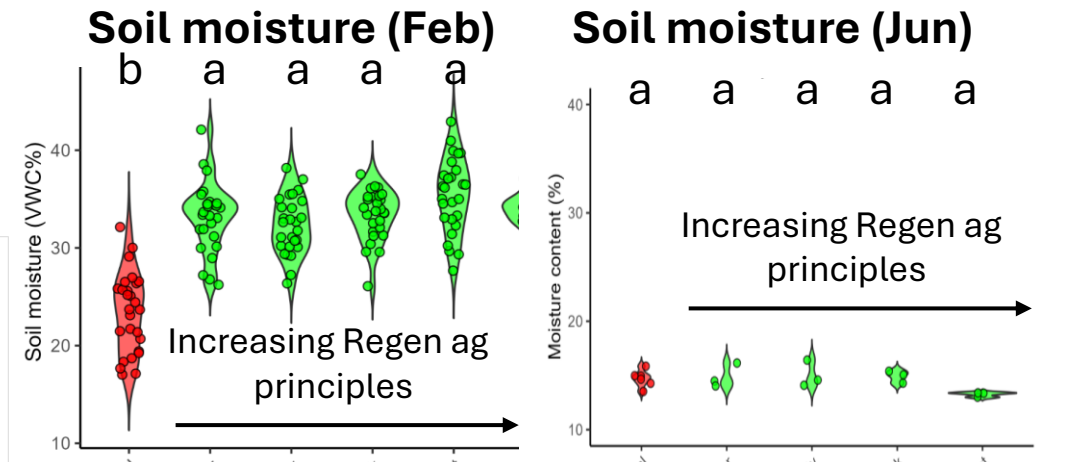 Soil moisture (Feb)
b a a a a
Soil moisture (VWC%)
40
30
20
10
Increasing Regen ag
principles
Soil moisture (Jun)
a a a a a
Moisture content (%)
40
30
20
10
Increasing Regen ag
principles